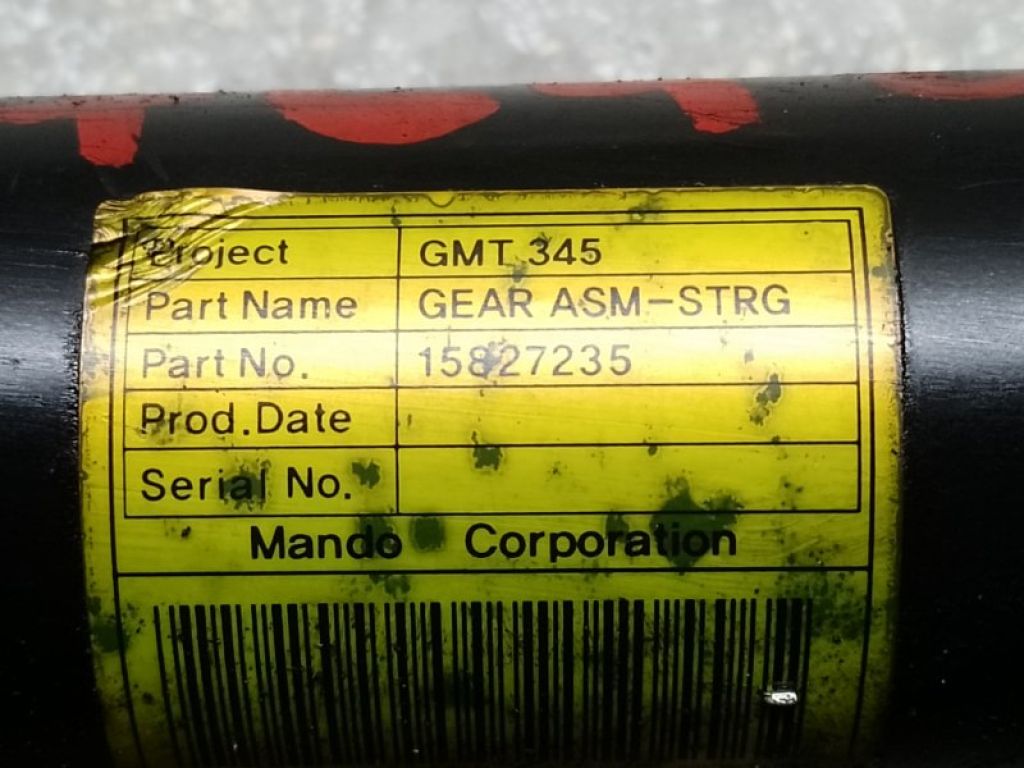 Project GMT 345
Part Name GEAR ASM-STRG
Part No. 15827235
Prod.Date
Serial No.
Mando Corporation